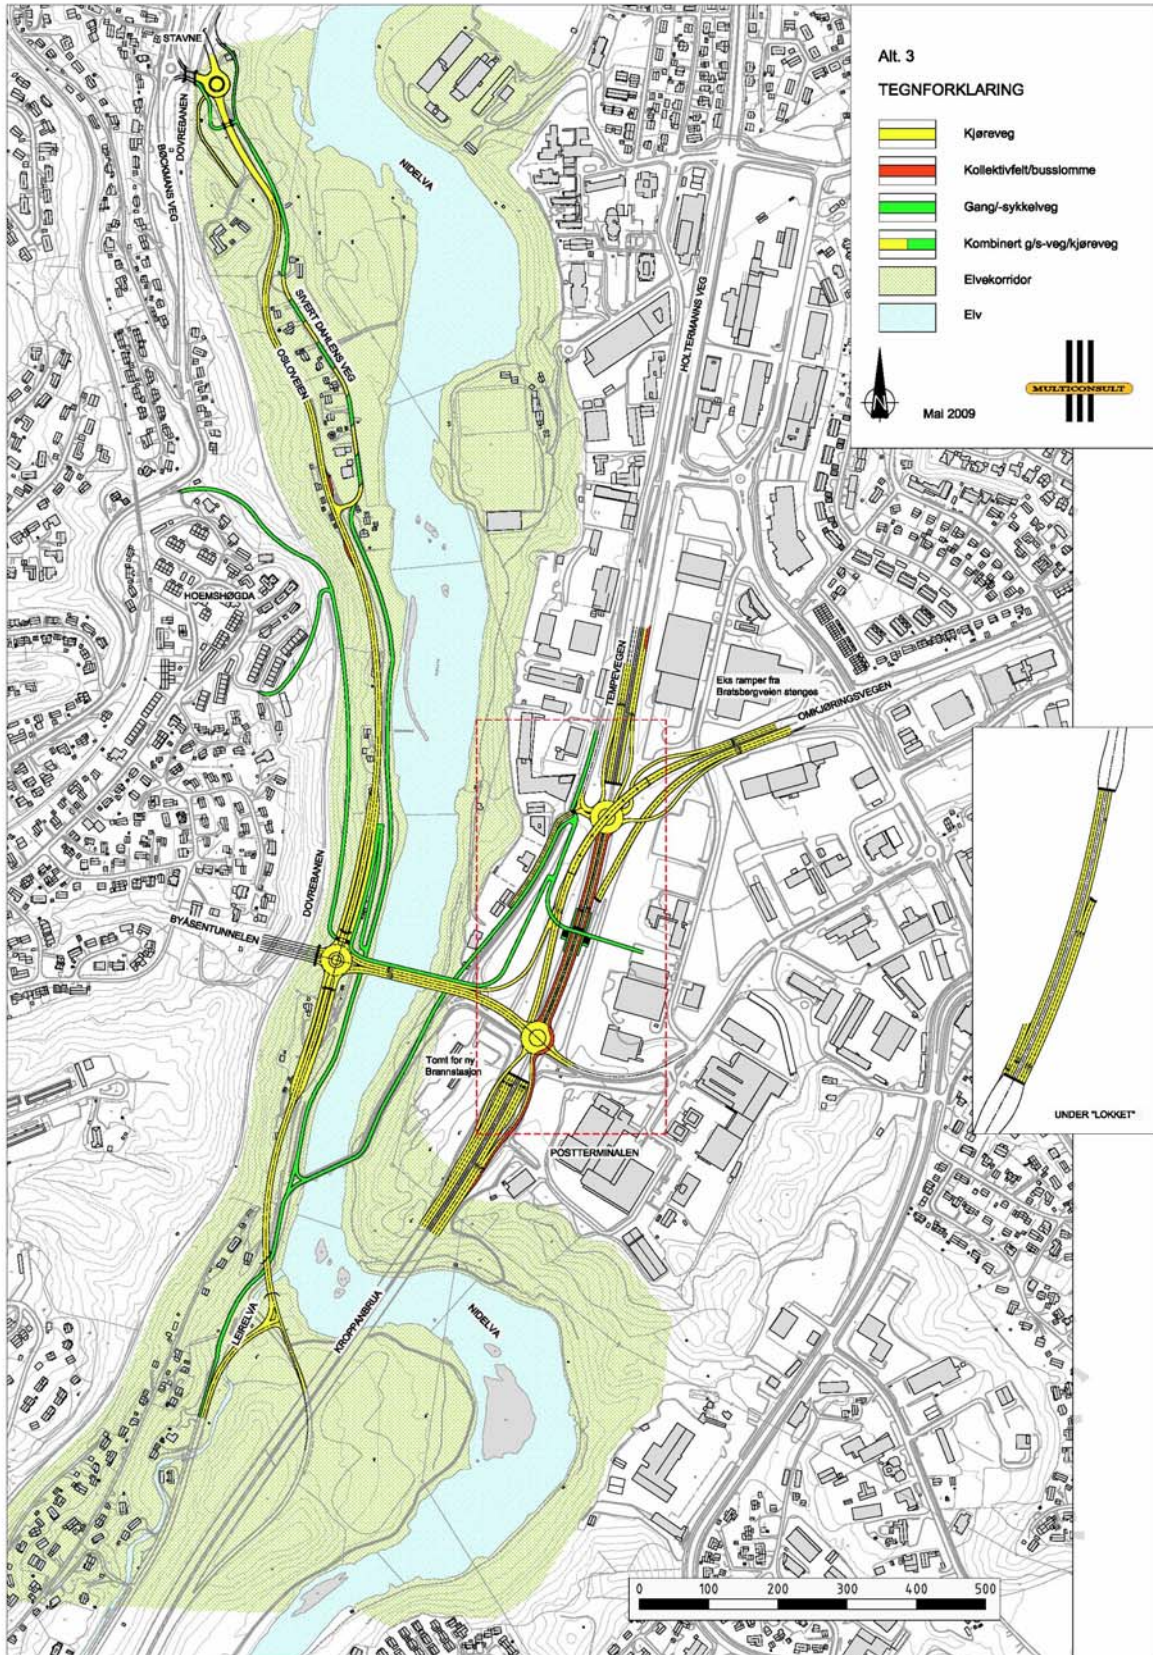 Alt. 3
TEGNFORKLARING
Kjøreveg
Kollektivfelt/busslomme
Gang/-sykkelveg
Kombinert g/s-veg/kjøreveg
Elvekorridor
Elv
N
Mai 2009
MULTICONSULT
STAVNE
DOVREBANEN
BØCKMANS VEG
NIDELVA
HOLTERMANNS VEG
SIVERT DAHLENS VEG
OSLOVEIEN
HOEMSHØGDA
TEMPEVEGEN
Eks ramper fra
Bratsbergveien stenges
OMKJØRINGSVEGEN
DOVREBANEN
BYÅSENTUNNELEN
Tomt for ny
Brannstasjon
POSTTERMINALEN
UNDER "LOKKET"
LEIRELVA
KROPPANBRUA
NIDELVA
0 100 200 300 400 500